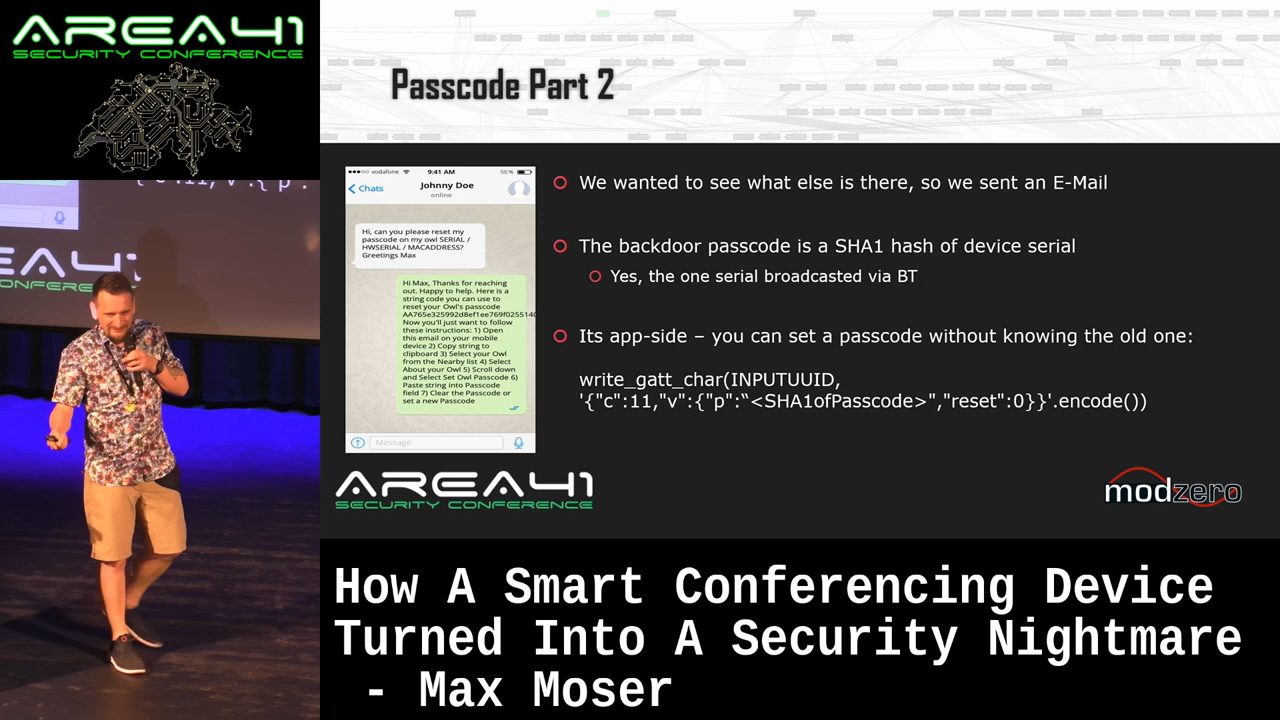 AREA41
SECURITY CONFERENCE
Passcode Part 2
vodafone 9:41 AM 50%
Chats Johnny Doe
online
Hi, can you please reset my
passcode on my owl SERIAL /
HWSERIAL / MACADDRESS?
Greetings Max
Hi Max, Thanks for reaching
out. Happy to help. Here is a
string code you can use to
reset your Owl's passcode
AA765e325992d8ef1ee769f0255140
Now you'll just want to follow
these instructions: 1) Open
this email on your mobile
device 2) Copy string to
clipboard 3) Select your Owl
from the Nearby list 4) Select
About your Owl 5) Scroll down
and Select Set Owl Passcode 6)
Paste string into Passcode
field 7) Clear the Passcode or
set a new Passcode
Message
We wanted to see what else is there, so we sent an E-Mail
The backdoor passcode is a SHA1 hash of device serial
Yes, the one serial broadcasted via BT
Its app-side – you can set a passcode without knowing the old one:
write_gatt_char(INPUTUUID,
'{"c":11,"v":{"p":“<SHA1ofPasscode>","reset":0}}'.encode())
AREA41
SECURITY CONFERENCE
modzero
How A Smart Conferencing Device
Turned Into A Security Nightmare
- Max Moser